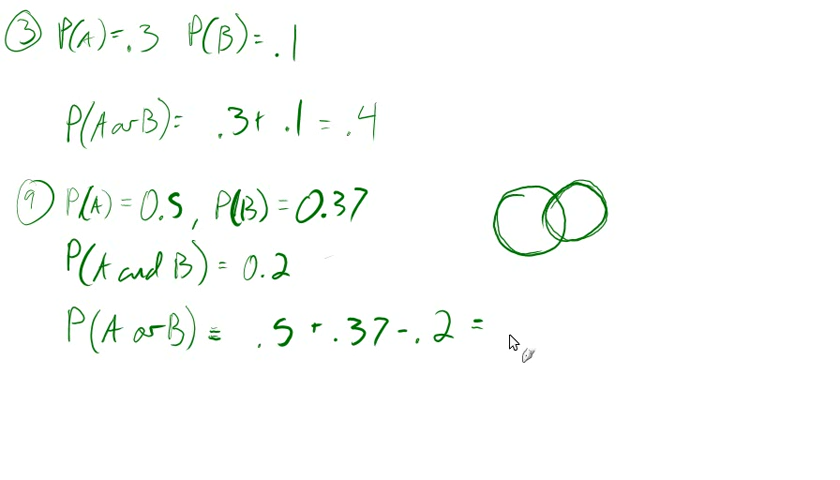 ③ P(A)=.3 P(B)=.1
P(A or B)= .3+ .1 = .4
⑨ P(A)=0.5, P(B)=0.37
P(A and B)=0.2
P(A or B)= .5 + .37-.2 =